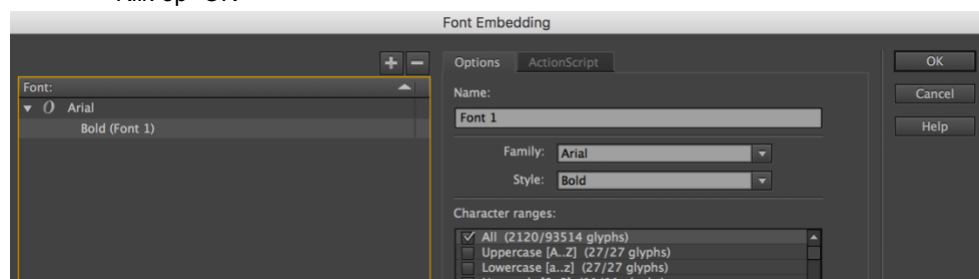 Font Embedding
Options ActionScript OK
Font:
Name: Cancel
Arial
Font 1
Bold (Font 1) Help
Family: Arial
Style: Bold
Character ranges:
All (2120/93514 glyphs)
Uppercase [A..Z] (27/27 glyphs)
Lowercase [a..z] (27/27 glyphs)